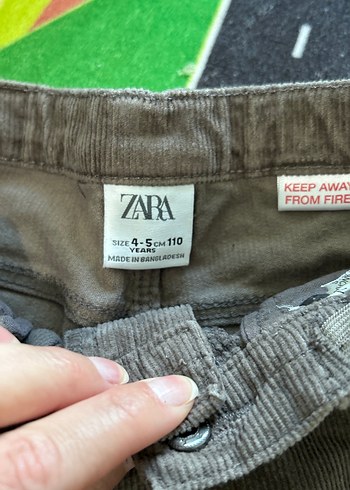 ZARA
SIZE 4-5 CM 110
YEARS
MADE IN BANGLADESH
KEEP AWAY
FROM FIRE